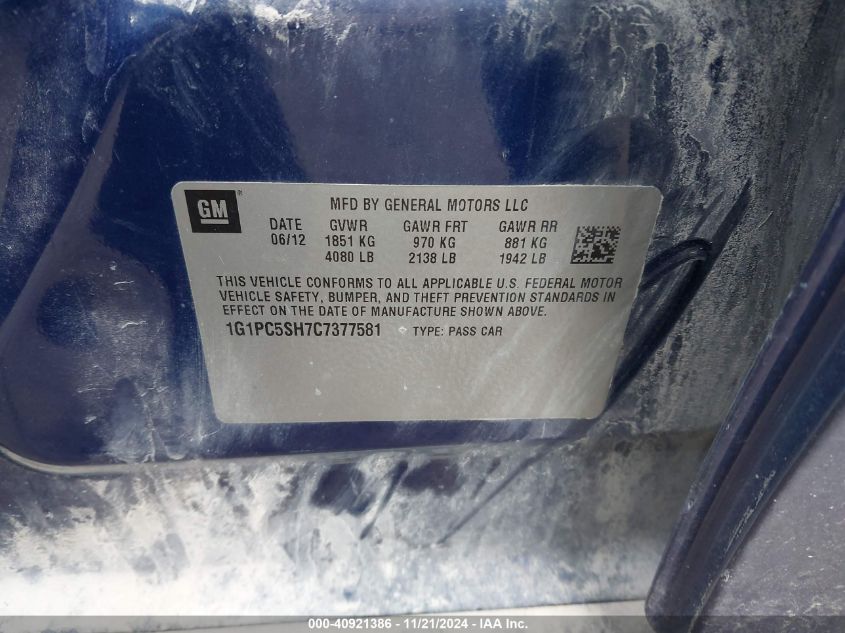 GM®
MFD BY GENERAL MOTORS LLC
DATE GVWR GAWR FRT GAWR RR
06/12 1851 KG 970 KG 881 KG
4080 LB 2138 LB 1942 LB
THIS VEHICLE CONFORMS TO ALL APPLICABLE U.S. FEDERAL MOTOR
VEHICLE SAFETY, BUMPER, AND THEFT PREVENTION STANDARDS IN
EFFECT ON THE DATE OF MANUFACTURE SHOWN ABOVE.
1G1PC5SH7C7377581 TYPE: PASS CAR
000-40921386 - 11/21/2024 - IAA Inc.